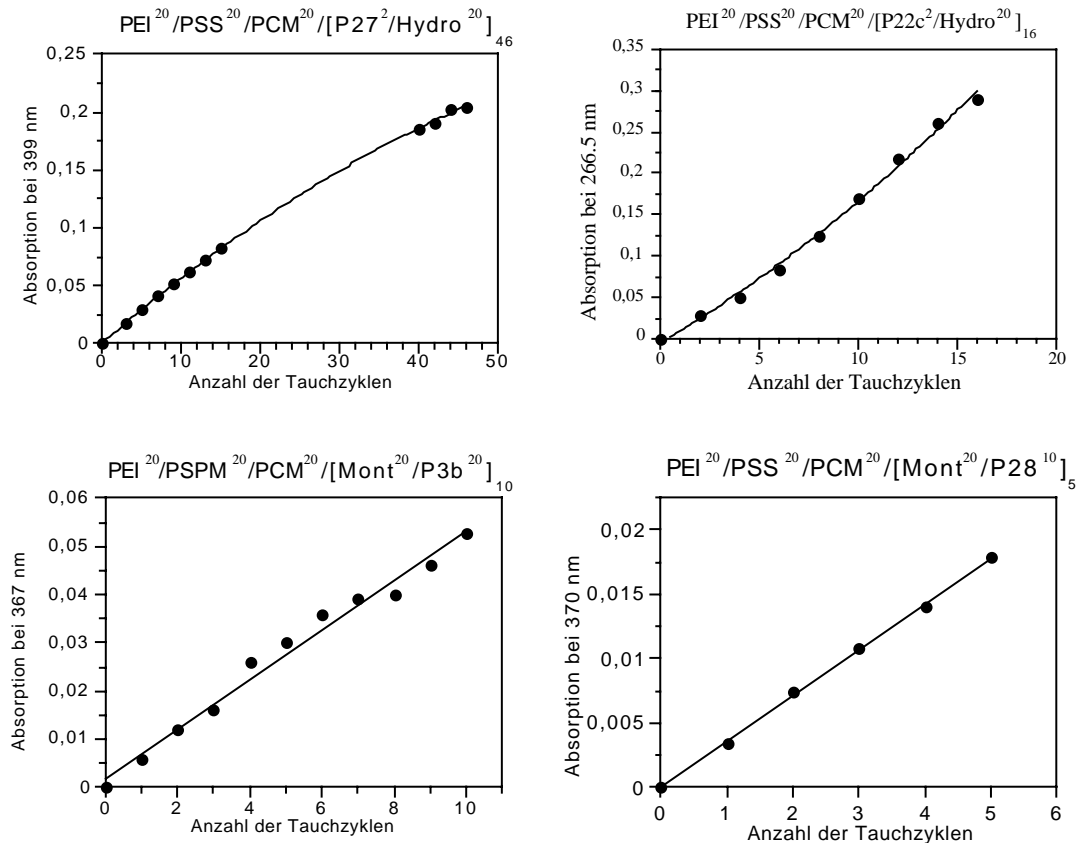 PEI²⁰/PSS²⁰/PCM²⁰/[P27²/Hydro²⁰]₄₆
0,25
0,2
0,15
0,1
0,05
0
0 10 20 30 40 50
Absorption bei 399 nm
Anzahl der Tauchzyklen
PEI²⁰/PSS²⁰/PCM²⁰/[P22c²/Hydro²⁰]₁₆
0,35
0,3
0,25
0,2
0,15
0,1
0,05
0
0 5 10 15 20
Absorption bei 266.5 nm
Anzahl der Tauchzyklen
PEI²⁰/PSPM²⁰/PCM²⁰/[Mont²⁰/P3b²⁰]₁₀
0,06
0,05
0,04
0,03
0,02
0,01
0
0 2 4 6 8 10
Absorption bei 367 nm
Anzahl der Tauchzyklen
PEI²⁰/PSS²⁰/PCM²⁰/[Mont²⁰/P28¹⁰]₅
0,02
0,015
0,01
0,005
0
0 1 2 3 4 5 6
Absorption bei 370 nm
Anzahl der Tauchzyklen